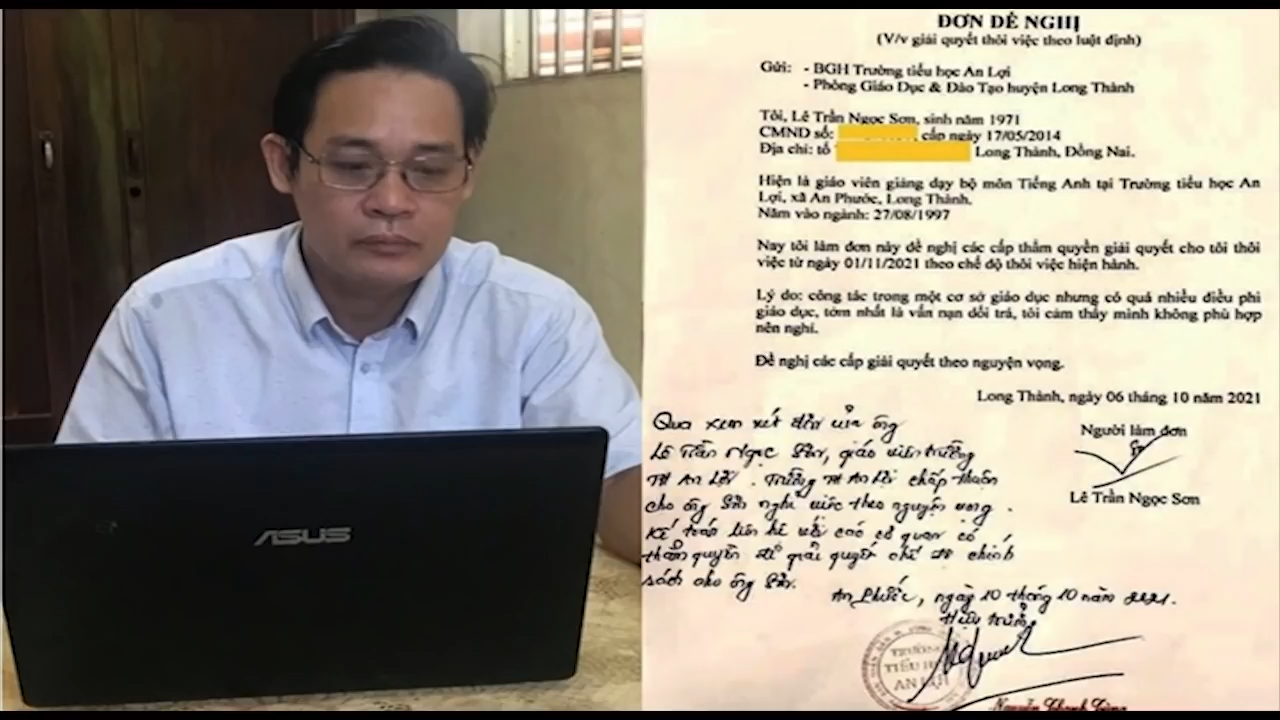 ASUS
ĐƠN ĐỀ NGHỊ
(V/v giải quyết thôi việc theo luật định)
Gửi: - BGH Trường tiểu học An Lợi
- Phòng Giáo Dục & Đào Tạo huyện Long Thành
Tôi, Lê Trần Ngọc Sơn, sinh năm 1971
CMND số: cấp ngày 17/05/2014
Địa chỉ: tổ Long Thành, Đồng Nai.
Hiện là giáo viên giảng dạy bộ môn Tiếng Anh tại Trường tiểu học An
Lợi, xã An Phước, Long Thành.
Năm vào ngành: 27/08/1997
Nay tôi làm đơn này đề nghị các cấp thẩm quyền giải quyết cho tôi thôi
việc từ ngày 01/11/2021 theo chế độ thôi việc hiện hành.
Lý do: công tác trong một cơ sở giáo dục nhưng có quá nhiều điều phi
giáo dục, tởm nhất là vấn nạn dối trá, tôi cảm thấy mình không phù hợp
nên nghỉ.
Đề nghị các cấp giải quyết theo nguyện vọng.
Long Thành, ngày 06 tháng 10 năm 2021
Người làm đơn
Lê Trần Ngọc Sơn
Qua xem xét đơn của ông
Lê Trần Ngọc Sơn, giáo viên trường
TH An Lợi. Trường TH An Lợi chấp thuận
cho ông Sơn nghỉ việc theo nguyện vọng.
Kế toán liên hệ với các cơ quan có
thẩm quyền để giải quyết chế độ chính
sách cho ông Sơn.
An Phước, ngày 10 tháng 10 năm 2021.
Hiệu trưởng
TRƯỜNG
TIỂU HỌC
AN LỢI